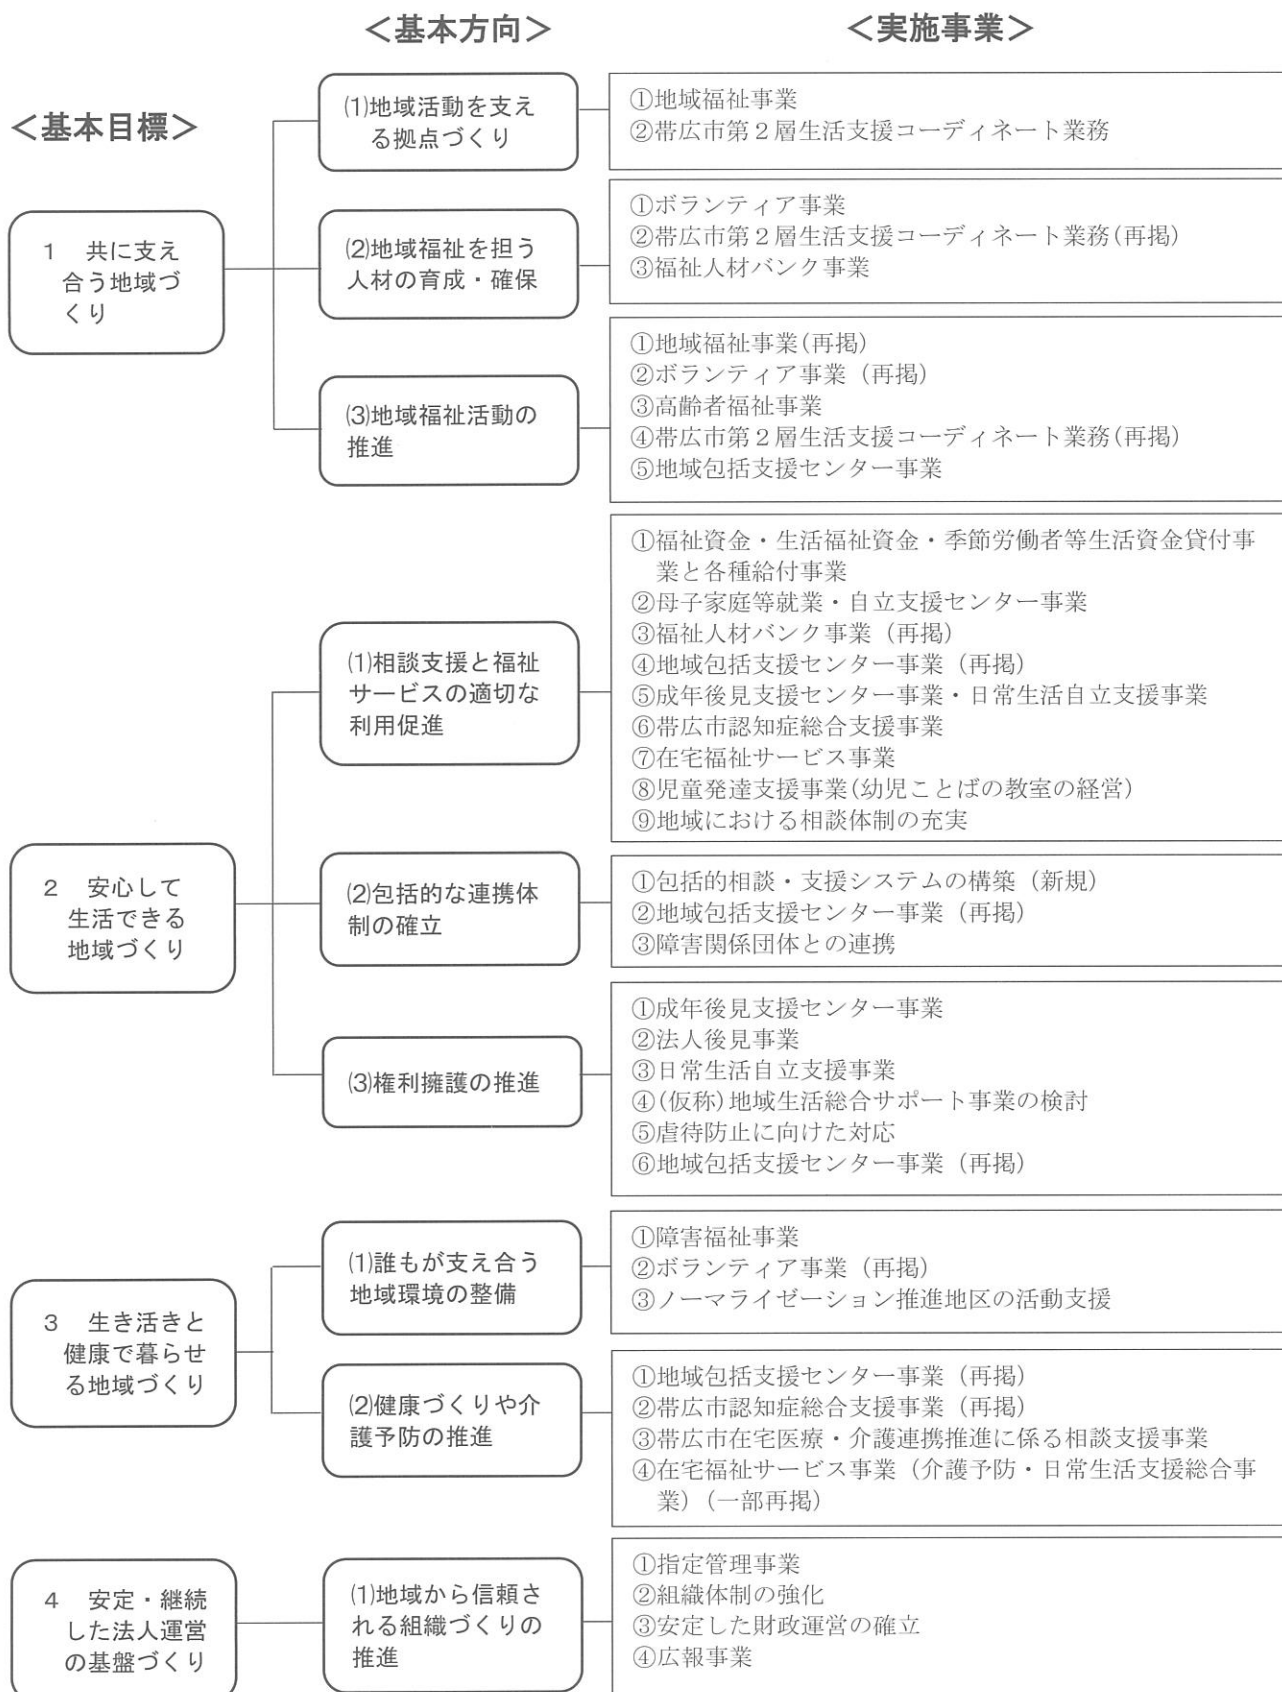 ＜基本方向＞
＜実施事業＞
＜基本目標＞
1　共に支え
合う地域づ
くり
⑴地域活動を支え
る拠点づくり
①地域福祉事業
②帯広市第２層生活支援コーディネート業務
⑵地域福祉を担う
人材の育成・確保
①ボランティア事業
②帯広市第２層生活支援コーディネート業務(再掲)
③福祉人材バンク事業
⑶地域福祉活動の
推進
①地域福祉事業(再掲)
②ボランティア事業（再掲）
③高齢者福祉事業
④帯広市第２層生活支援コーディネート業務(再掲)
⑤地域包括支援センター事業
2　安心して
生活できる
地域づくり
⑴相談支援と福祉
サービスの適切な
利用促進
①福祉資金・生活福祉資金・季節労働者等生活資金貸付事
業と各種給付事業
②母子家庭等就業・自立支援センター事業
③福祉人材バンク事業（再掲）
④地域包括支援センター事業（再掲）
⑤成年後見支援センター事業・日常生活自立支援事業
⑥帯広市認知症総合支援事業
⑦在宅福祉サービス事業
⑧児童発達支援事業(幼児ことばの教室の経営)
⑨地域における相談体制の充実
⑵包括的な連携体
制の確立
①包括的相談・支援システムの構築（新規）
②地域包括支援センター事業（再掲）
③障害関係団体との連携
⑶権利擁護の推進
①成年後見支援センター事業
②法人後見事業
③日常生活自立支援事業
④(仮称)地域生活総合サポート事業の検討
⑤虐待防止に向けた対応
⑥地域包括支援センター事業（再掲）
3　生き活きと
健康で暮らせ
る地域づくり
⑴誰もが支え合う
地域環境の整備
①障害福祉事業
②ボランティア事業（再掲）
③ノーマライゼーション推進地区の活動支援
⑵健康づくりや介
護予防の推進
①地域包括支援センター事業（再掲）
②帯広市認知症総合支援事業（再掲）
③帯広市在宅医療・介護連携推進に係る相談支援事業
④在宅福祉サービス事業（介護予防・日常生活支援総合事
業）（一部再掲）
4　安定・継続
した法人運営
の基盤づくり
⑴地域から信頼さ
れる組織づくりの
推進
①指定管理事業
②組織体制の強化
③安定した財政運営の確立
④広報事業